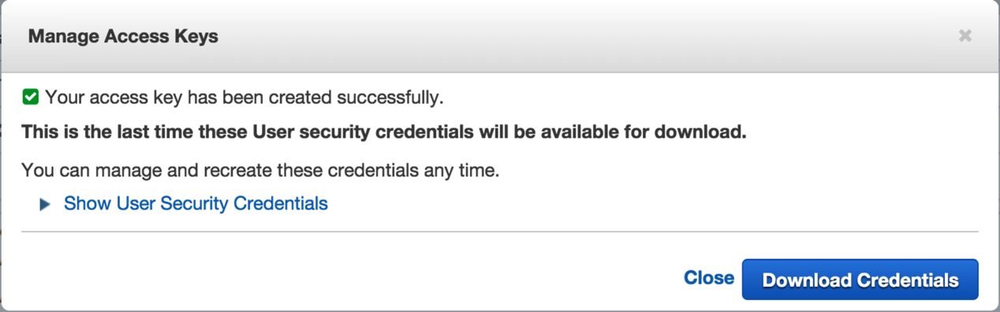 Manage Access Keys
Your access key has been created successfully.
This is the last time these User security credentials will be available for download.
You can manage and recreate these credentials any time.
Show User Security Credentials
Close Download Credentials